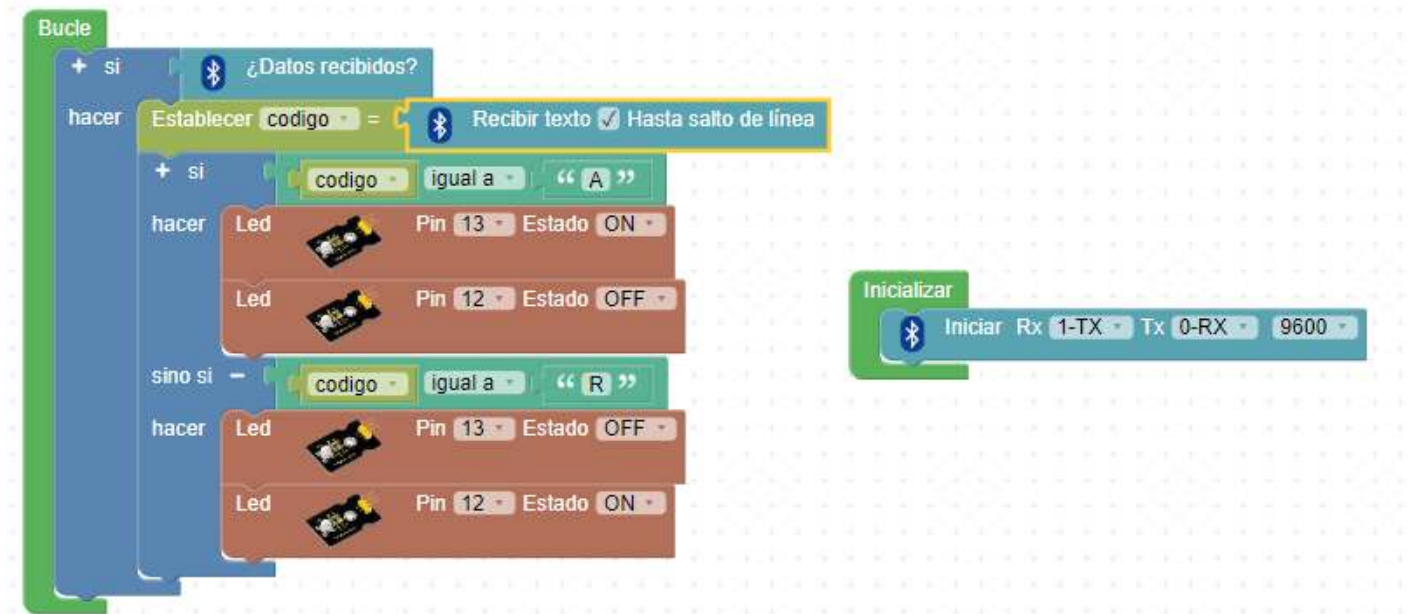 Bucle
+ si ¿Datos recibidos?
hacer Establecer codigo = Recibir texto Hasta salto de línea
+ si codigo igual a “ A ”
hacer Led Pin 13 Estado ON
Led Pin 12 Estado OFF
sino si − codigo igual a “ R ”
hacer Led Pin 13 Estado OFF
Led Pin 12 Estado ON
Inicializar
Iniciar Rx 1-TX Tx 0-RX 9600